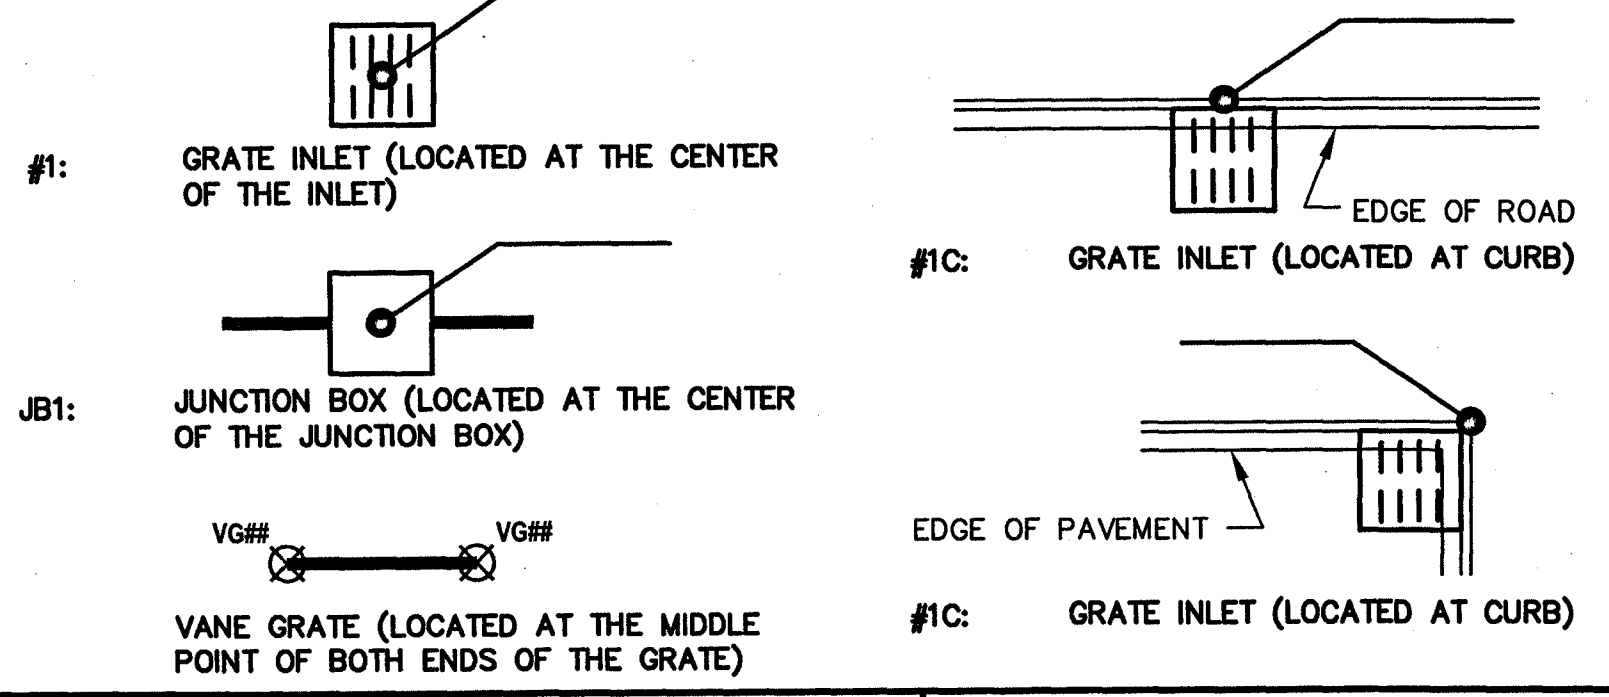 #1: GRATE INLET (LOCATED AT THE CENTER
OF THE INLET)
JB1: JUNCTION BOX (LOCATED AT THE CENTER
OF THE JUNCTION BOX)
VG## VG##
VANE GRATE (LOCATED AT THE MIDDLE
POINT OF BOTH ENDS OF THE GRATE)
EDGE OF ROAD
#1C: GRATE INLET (LOCATED AT CURB)
EDGE OF PAVEMENT
#1C: GRATE INLET (LOCATED AT CURB)